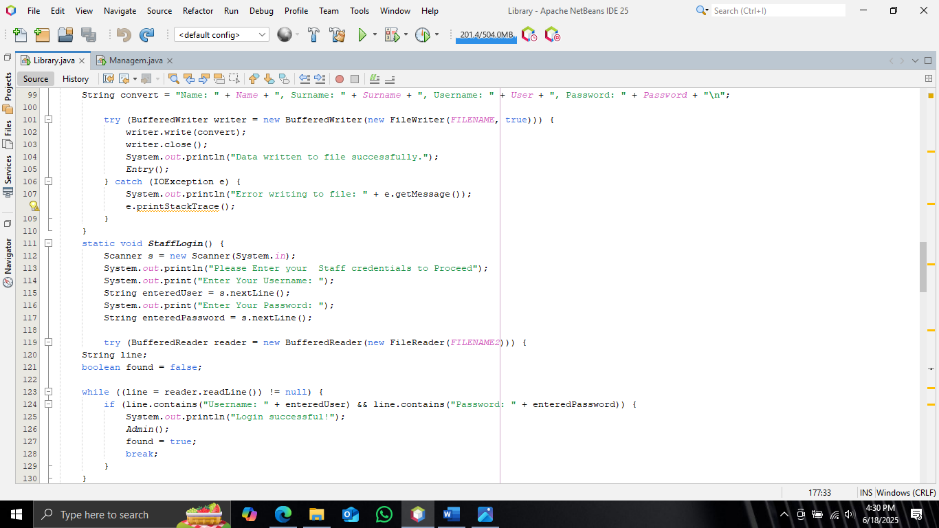 File Edit View Navigate Source Refactor Run Debug Profile Team Tools Window Help Library - Apache NetBeans IDE 25 Search (Ctrl+I)
<default config> 201.4/504.0MB
Library.java Managem.java
Source History
Projects
Files
Services
Navigator
99 String convert = "Name: " + Name + ", Surname: " + Surname + ", Username: " + User + ", Password: " + Password + "\n";
100
101 try (BufferedWriter writer = new BufferedWriter(new FileWriter(FILENAME, true))) {
102 writer.write(convert);
103 writer.close();
104 System.out.println("Data written to file successfully.");
105 Entry();
106 } catch (IOException e) {
107 System.out.println("Error writing to file: " + e.getMessage());
e.printStackTrace();
109 }
110 }
111 static void StaffLogin() {
112 Scanner s = new Scanner(System.in);
113 System.out.println("Please Enter your  Staff credentials to Proceed");
114 System.out.print("Enter Your Username: ");
115 String enteredUser = s.nextLine();
116 System.out.print("Enter Your Password: ");
117 String enteredPassword = s.nextLine();
118
119 try (BufferedReader reader = new BufferedReader(new FileReader(FILENAME2))) {
120 String line;
121 boolean found = false;
122
123 while ((line = reader.readLine()) != null) {
124 if (line.contains("Username: " + enteredUser) && line.contains("Password: " + enteredPassword)) {
125 System.out.println("Login successful!");
126 Admin();
127 found = true;
128 break;
129 }
130 }
177:33 INS Windows (CRLF)
Type here to search
4:30 PM
6/18/2025